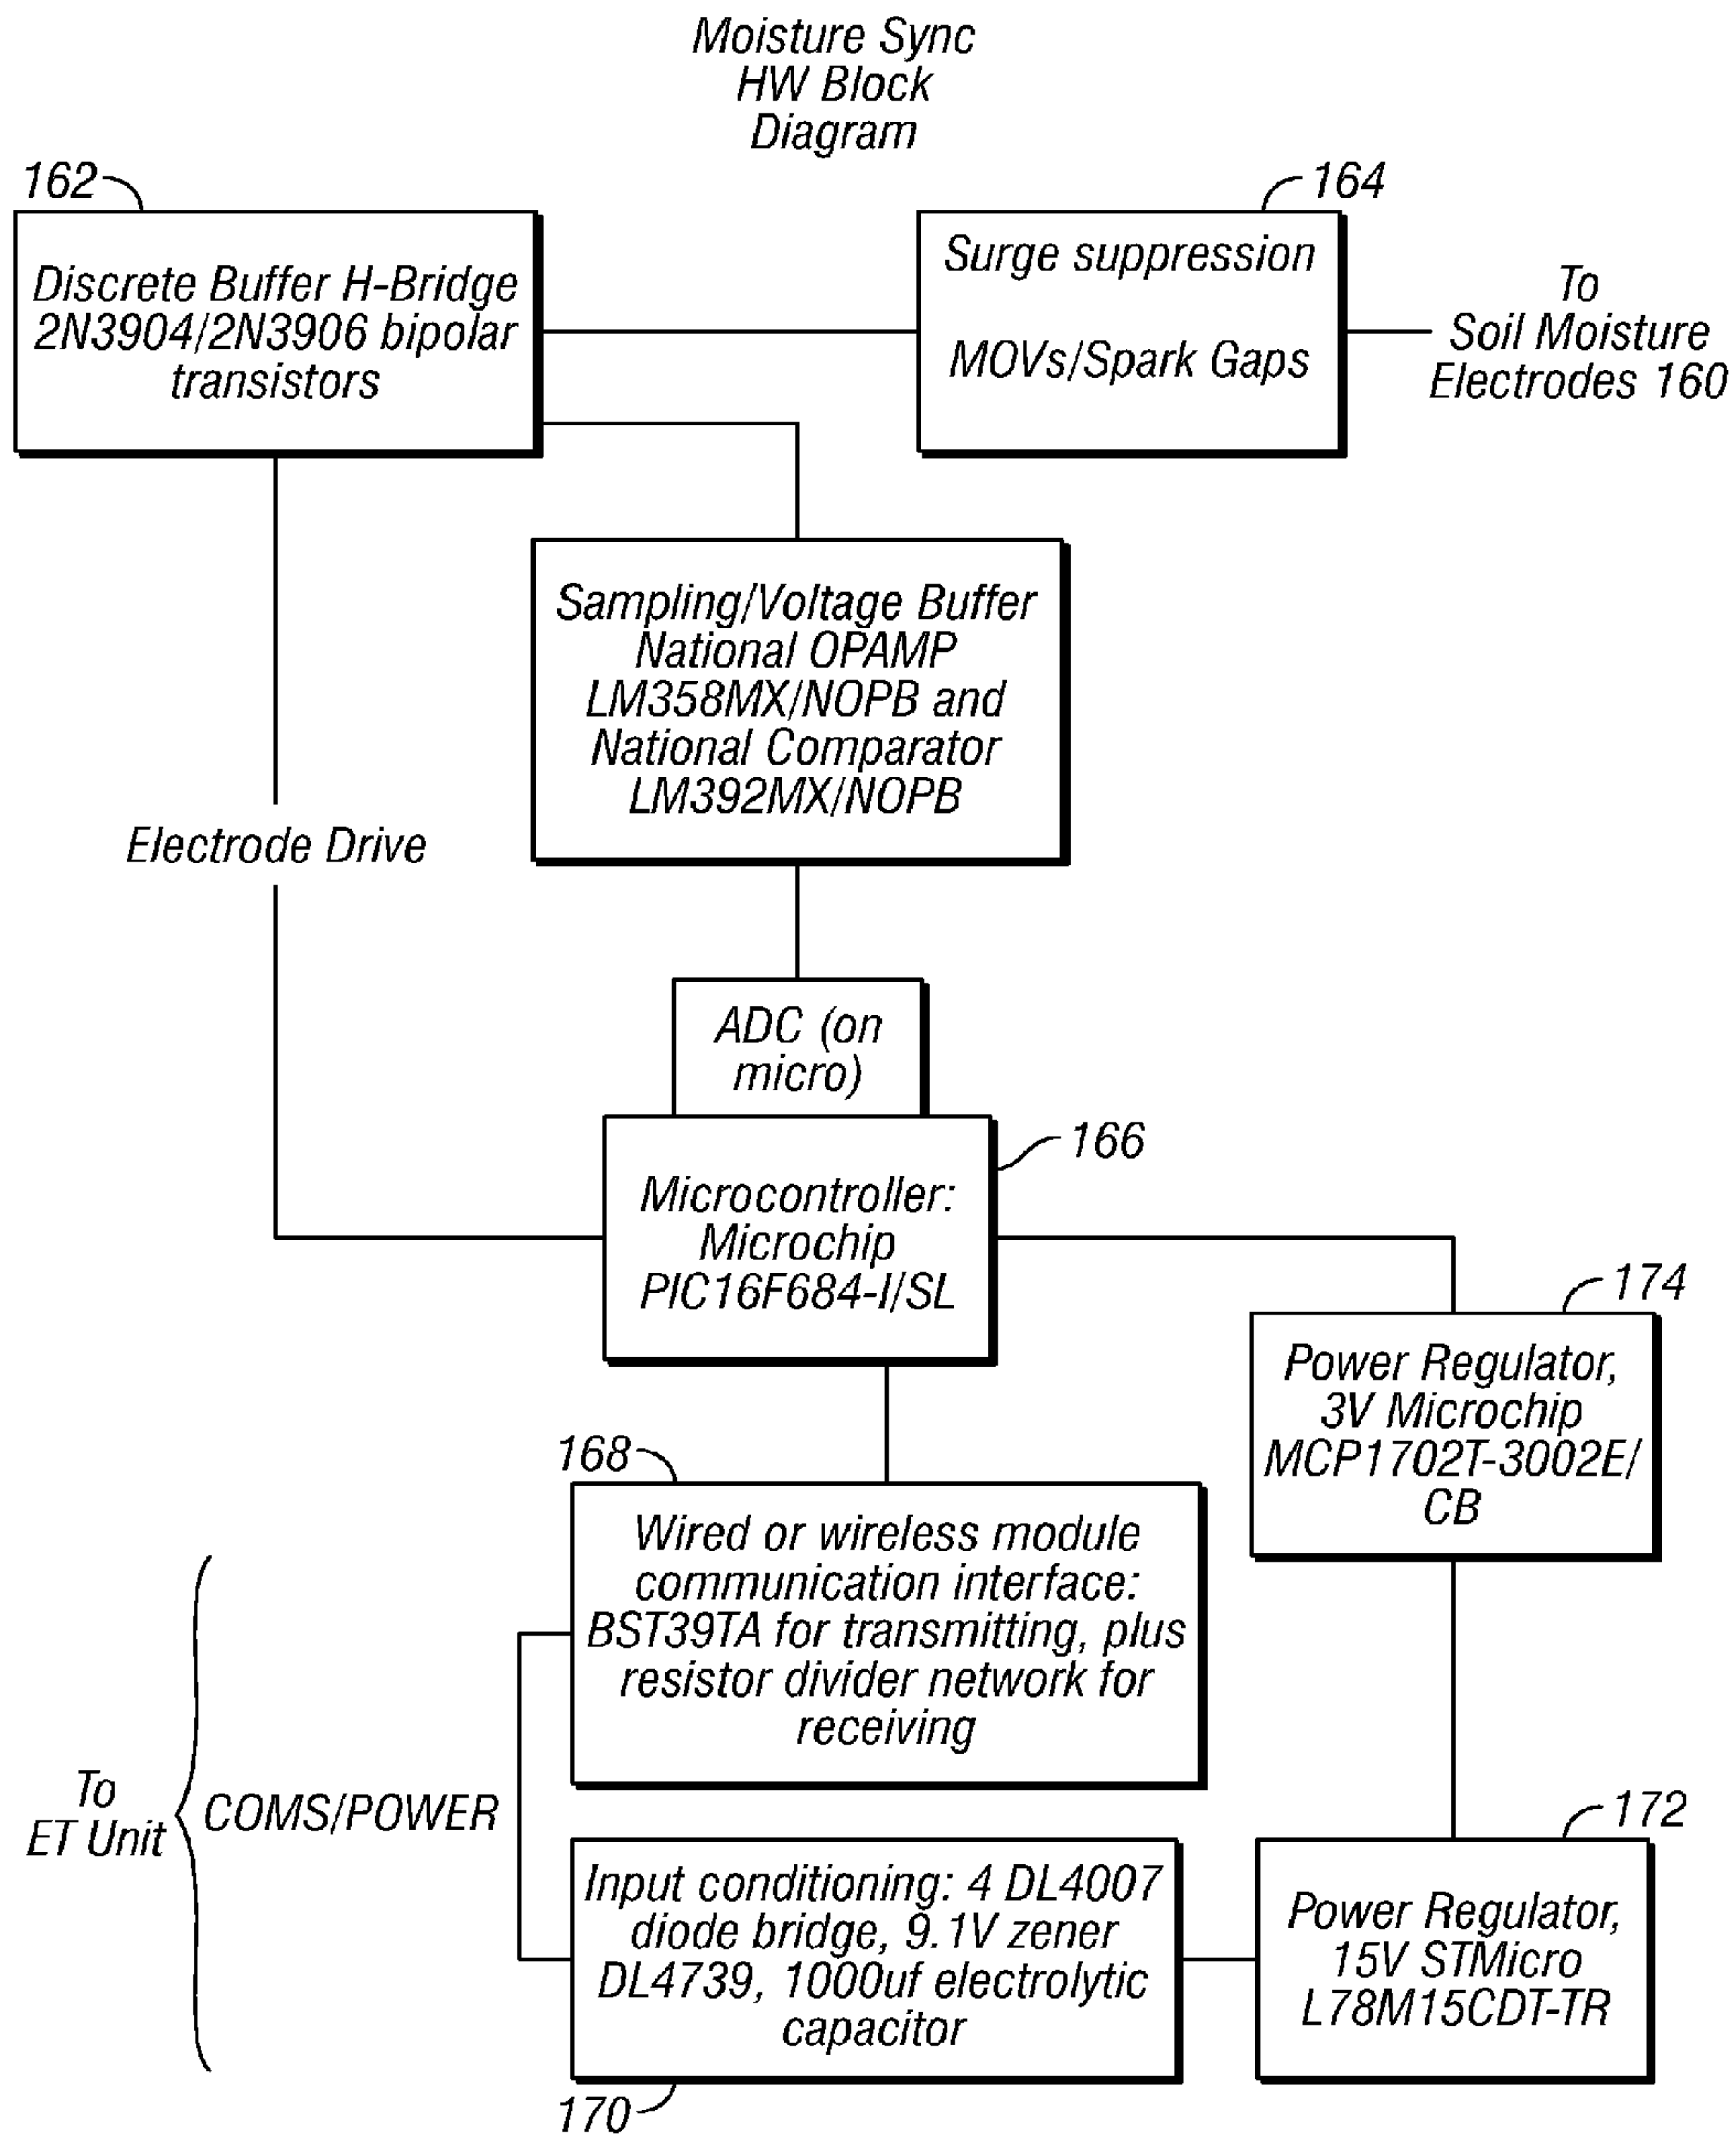 Moisture Sync
HW Block
Diagram
162
164
Discrete Buffer H-Bridge
2N3904/2N3906 bipolar
transistors
Surge suppression
MOVs/Spark Gaps
To
Soil Moisture
Electrodes 160
Sampling/Voltage Buffer
National OPAMP
LM358MX/NOPB and
National Comparator
LM392MX/NOPB
Electrode Drive
ADC (on
micro)
166
Microcontroller:
Microchip
PIC16F684-I/SL
174
Power Regulator,
3V Microchip
MCP1702T-3002E/
CB
168
Wired or wireless module
communication interface:
BST39TA for transmitting, plus
resistor divider network for
receiving
To
ET Unit
COMS/POWER
172
Input conditioning: 4 DL4007
diode bridge, 9.1V zener
DL4739, 1000uf electrolytic
capacitor
Power Regulator,
15V STMicro
L78M15CDT-TR
170